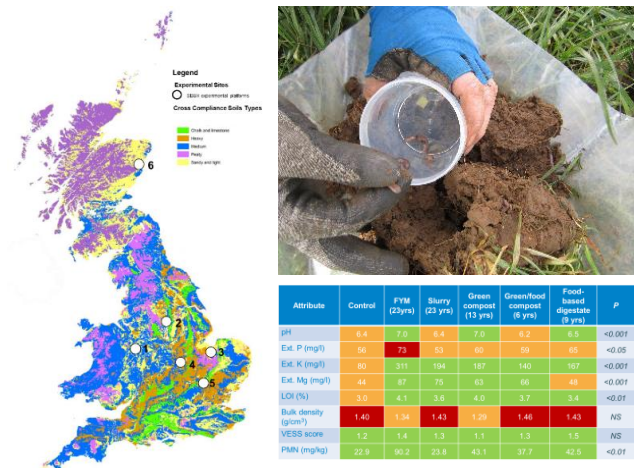 Legend
Experimental Sites
Cross Compliance Soils Types
Chalk and limestone
Heavy
Medium
Peaty
Sandy and light
6
2
1
3
4
5
Attribute Control FYM (23yrs) Slurry (23 yrs) Green compost (13 yrs) Green/food compost (6 yrs) Food-based digestate (9 yrs) P
pH 6.4 7.0 6.4 7.0 6.2 6.5 <0.001
Ext. P (mg/l) 56 73 53 60 59 65 <0.05
Ext. K (mg/l) 80 311 194 187 140 167 <0.001
Ext. Mg (mg/l) 44 87 75 63 66 48 <0.001
LOI (%) 3.0 4.1 3.6 4.0 3.7 3.4 <0.01
Bulk density (g/cm³) 1.40 1.34 1.43 1.29 1.46 1.43 NS
VESS score 1.2 1.4 1.3 1.1 1.3 1.5 NS
PMN (mg/kg) 22.9 90.2 23.8 43.1 37.7 42.5 <0.01